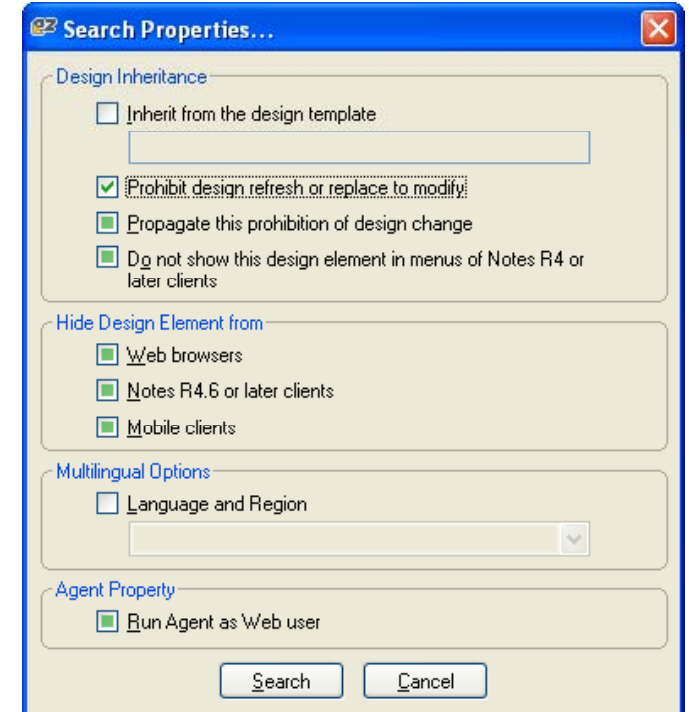 ez Search Properties...
Design Inheritance
Inherit from the design template
Prohibit design refresh or replace to modify
Propagate this prohibition of design change
Do not show this design element in menus of Notes R4 or
later clients
Hide Design Element from
Web browsers
Notes R4.6 or later clients
Mobile clients
Multilingual Options
Language and Region
Agent Property
Run Agent as Web user
Search Cancel